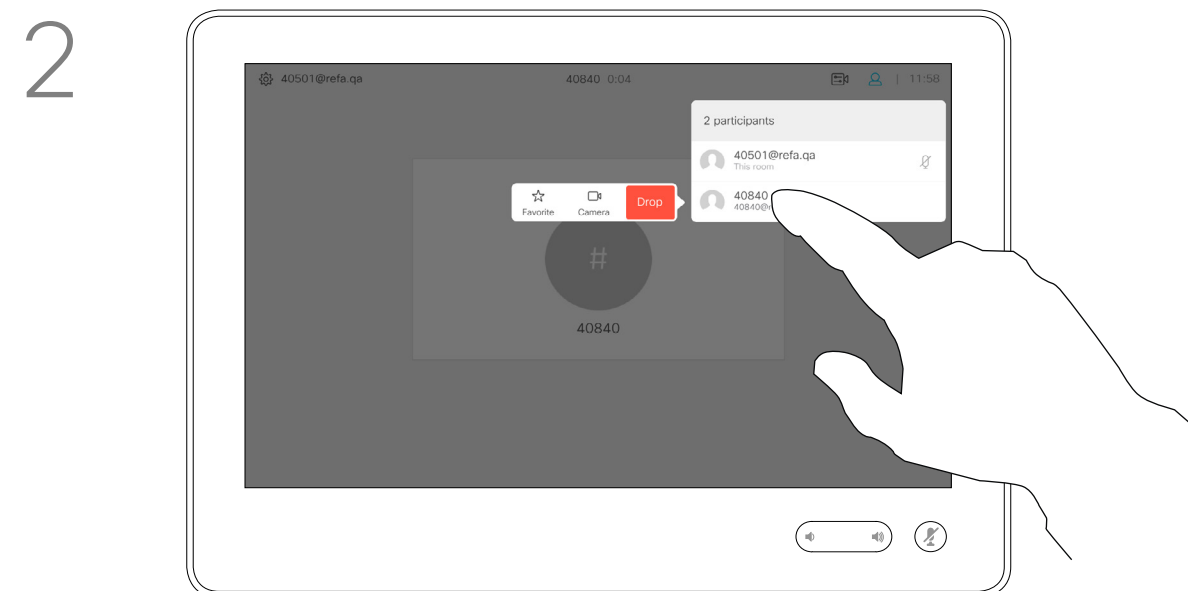 2
40501@refa.qa
40840 0:04
| 11:58
2 participants
40501@refa.qa
This room
40840
40840@r
Favorite
Camera
Drop
#
40840